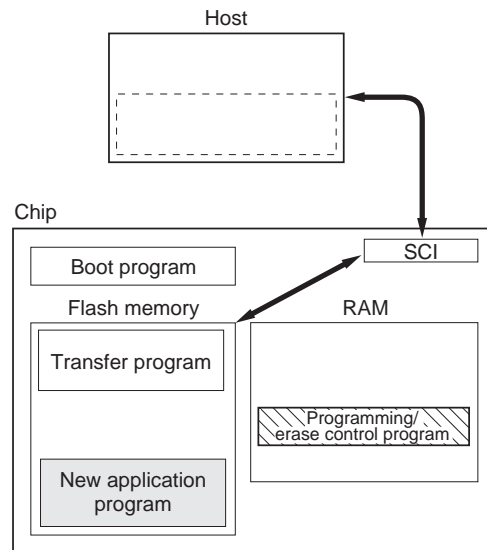 Host
Chip
SCI
Boot program
Flash memory
RAM
Transfer program
Programming/
erase control program
New application
program